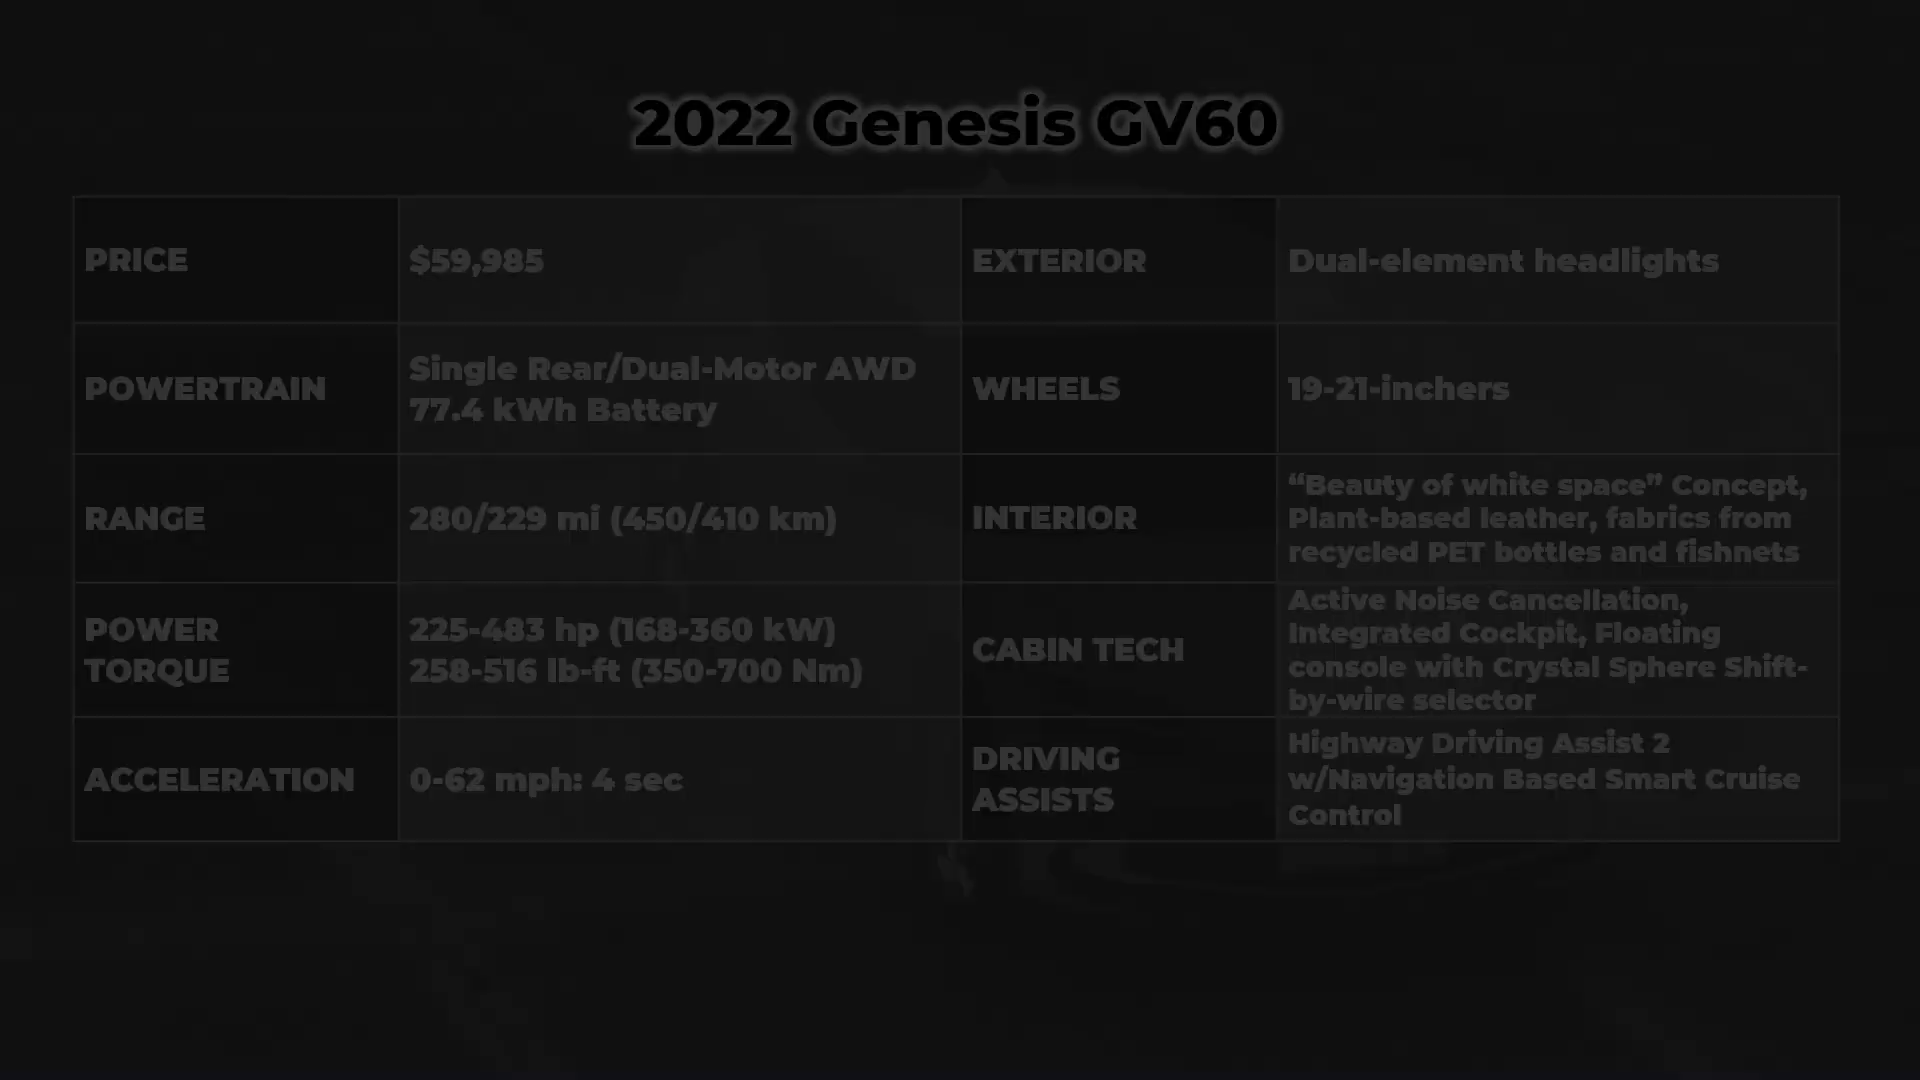 2022 Genesis GV60
PRICE
$59,985
EXTERIOR
Dual-element headlights
POWERTRAIN
Single Rear/Dual-Motor AWD
77.4 kWh Battery
WHEELS
19-21-inchers
RANGE
280/229 mi (450/410 km)
INTERIOR
“Beauty of white space” Concept,
Plant-based leather, fabrics from
recycled PET bottles and fishnets
POWER
TORQUE
225-483 hp (168-360 kW)
258-516 lb-ft (350-700 Nm)
CABIN TECH
Active Noise Cancellation,
Integrated Cockpit, Floating
console with Crystal Sphere Shift-
by-wire selector
ACCELERATION
0-62 mph: 4 sec
DRIVING
ASSISTS
Highway Driving Assist 2
w/Navigation Based Smart Cruise
Control